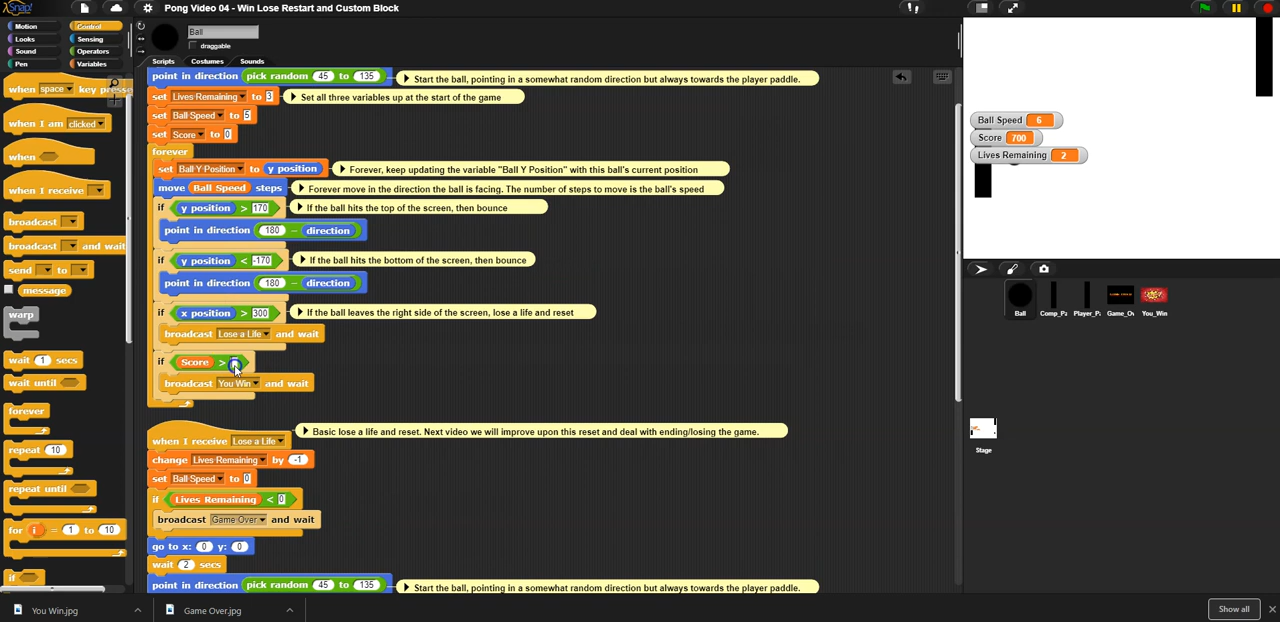 Snap!
Pong Video 04 - Win Lose Restart and Custom Block
Motion
Control
Looks
Sensing
Sound
Operators
Pen
Variables
Ball
draggable
Scripts
Costumes
Sounds
when space key pressed
when I am clicked
when
when I receive
broadcast
broadcast and wait
send to
message
warp
wait 1 secs
wait until
forever
repeat 10
repeat until
for i = 1 to 10
if
point in direction pick random 45 to 135
Start the ball, pointing in a somewhat random direction but always towards the player paddle.
set Lives Remaining to 3
Set all three variables up at the start of the game
set Ball Speed to 5
set Score to 0
forever
set Ball Y Position to y position
Forever, keep updating the variable "Ball Y Position" with this ball's current position
move Ball Speed steps
Forever move in the direction the ball is facing. The number of steps to move is the ball's speed
if y position > 170
If the ball hits the top of the screen, then bounce
point in direction 180 - direction
if y position < -170
If the ball hits the bottom of the screen, then bounce
point in direction 180 - direction
if x position > 300
If the ball leaves the right side of the screen, lose a life and reset
broadcast Lose a Life and wait
if Score >
broadcast You Win and wait
when I receive Lose a Life
Basic lose a life and reset. Next video we will improve upon this reset and deal with ending/losing the game.
change Lives Remaining by -1
set Ball Speed to 0
if Lives Remaining < 0
broadcast Game Over and wait
go to x: 0 y: 0
wait 2 secs
point in direction pick random 45 to 135
Start the ball, pointing in a somewhat random direction but always towards the player paddle.
Ball Speed 6
Score 700
Lives Remaining 2
Ball
Comp_Pa
Player_P
Game_Ov
You_Win
Stage
You Win.jpg
Game Over.jpg
Show all